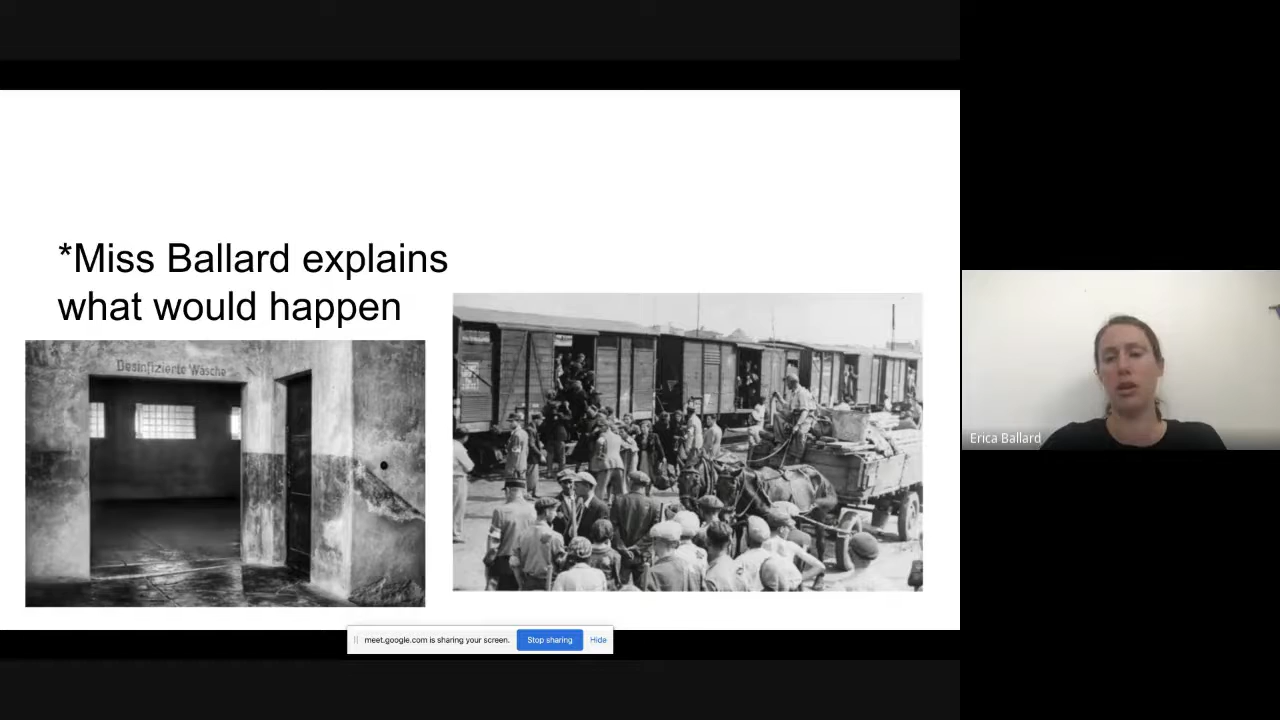 *Miss Ballard explains
what would happen
Desinfizierte Wäsche
Erica Ballard
meet.google.com is sharing your screen.
Stop sharing
Hide